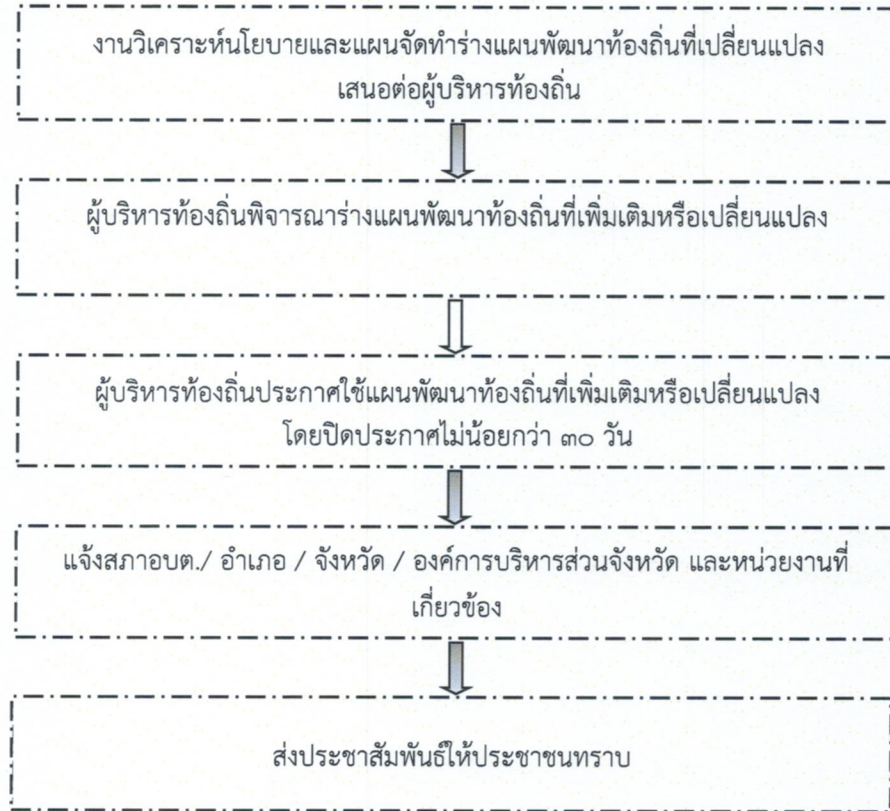 งานวิเคราะห์นโยบายและแผนจัดทำร่างแผนพัฒนาท้องถิ่นที่เปลี่ยนแปลง
เสนอต่อผู้บริหารท้องถิ่น
ผู้บริหารท้องถิ่นพิจารณาร่างแผนพัฒนาท้องถิ่นที่เพิ่มเติมหรือเปลี่ยนแปลง
ผู้บริหารท้องถิ่นประกาศใช้แผนพัฒนาท้องถิ่นที่เพิ่มเติมหรือเปลี่ยนแปลง
โดยปิดประกาศไม่น้อยกว่า ๓๐ วัน
แจ้งสภาอบต./ อำเภอ / จังหวัด / องค์การบริหารส่วนจังหวัด และหน่วยงานที่
เกี่ยวข้อง
ส่งประชาสัมพันธ์ให้ประชาชนทราบ